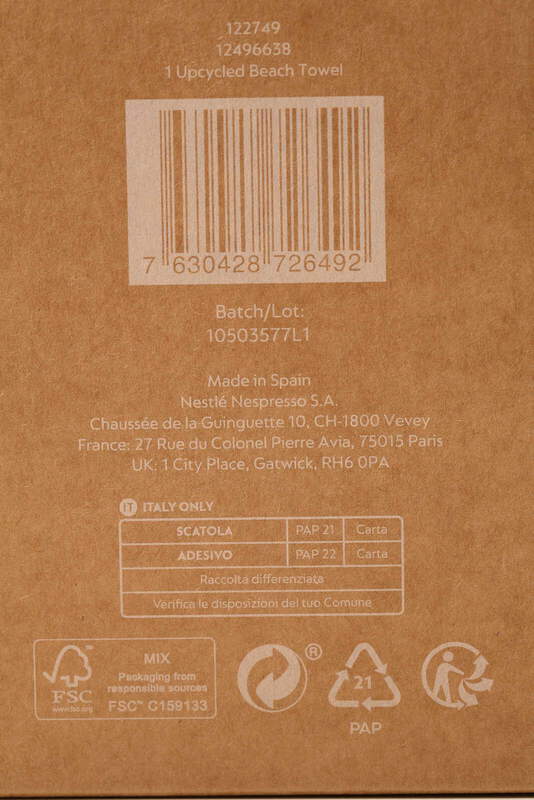 122749
12496638
1 Upcycled Beach Towel
7 630428 726492
Batch/Lot:
10503577L1
Made in Spain
Nestlé Nespresso S.A.
Chaussée de la Guinguette 10, CH-1800 Vevey
France: 27 Rue du Colonel Pierre Avia, 75015 Paris
UK: 1 City Place, Gatwick, RH6 0PA
IT ITALY ONLY
SCATOLA PAP 21 Carta
ADESIVO PAP 22 Carta
Raccolta differenziata
Verifica le disposizioni del tuo Comune
FSC
www.fsc.org
MIX
Packaging from
responsible sources
FSC™ C159133
®
21
PAP